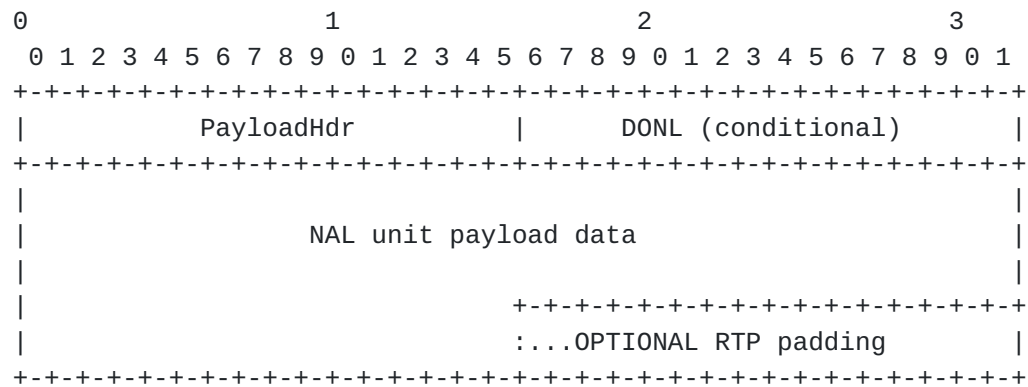 0                   1                   2                   3
 0 1 2 3 4 5 6 7 8 9 0 1 2 3 4 5 6 7 8 9 0 1 2 3 4 5 6 7 8 9 0 1
+-+-+-+-+-+-+-+-+-+-+-+-+-+-+-+-+-+-+-+-+-+-+-+-+-+-+-+-+-+-+-+-+
|           PayloadHdr          |        DONL (conditional)       |
+-+-+-+-+-+-+-+-+-+-+-+-+-+-+-+-+-+-+-+-+-+-+-+-+-+-+-+-+-+-+-+-+
|                                                               |
|                  NAL unit payload data                        |
|                                                               |
|                               +-+-+-+-+-+-+-+-+-+-+-+-+-+-+-+-+
|                               :...OPTIONAL RTP padding        |
+-+-+-+-+-+-+-+-+-+-+-+-+-+-+-+-+-+-+-+-+-+-+-+-+-+-+-+-+-+-+-+-+